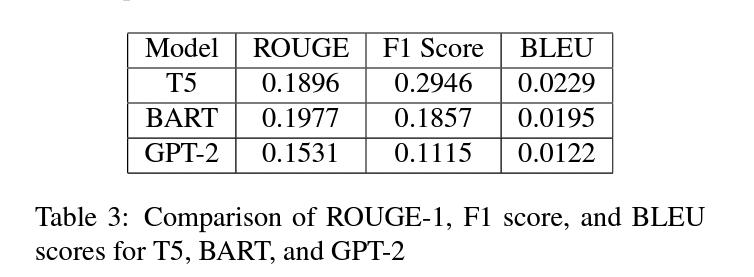 Model ROUGE F1 Score BLEU
T5 0.1896 0.2946 0.0229
BART 0.1977 0.1857 0.0195
GPT-2 0.1531 0.1115 0.0122
Table 3: Comparison of ROUGE-1, F1 score, and BLEU
scores for T5, BART, and GPT-2